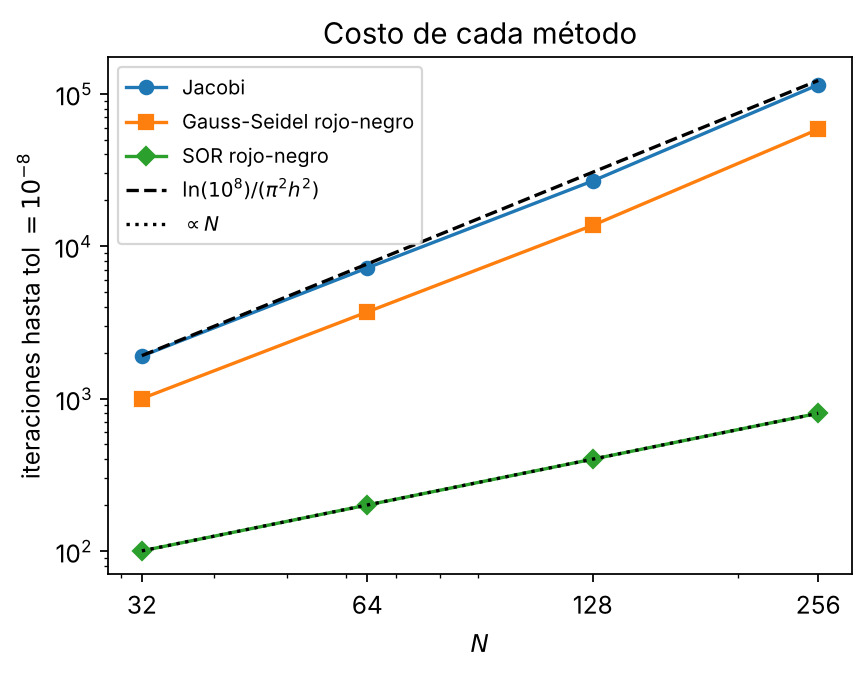 Costo de cada método
Jacobi
Gauss-Seidel rojo-negro
SOR rojo-negro
ln(10⁸)/(π²h²)
∝ N
iteraciones hasta tol = 10⁻⁸
10⁵
10⁴
10³
10²
32 64 128 256
N